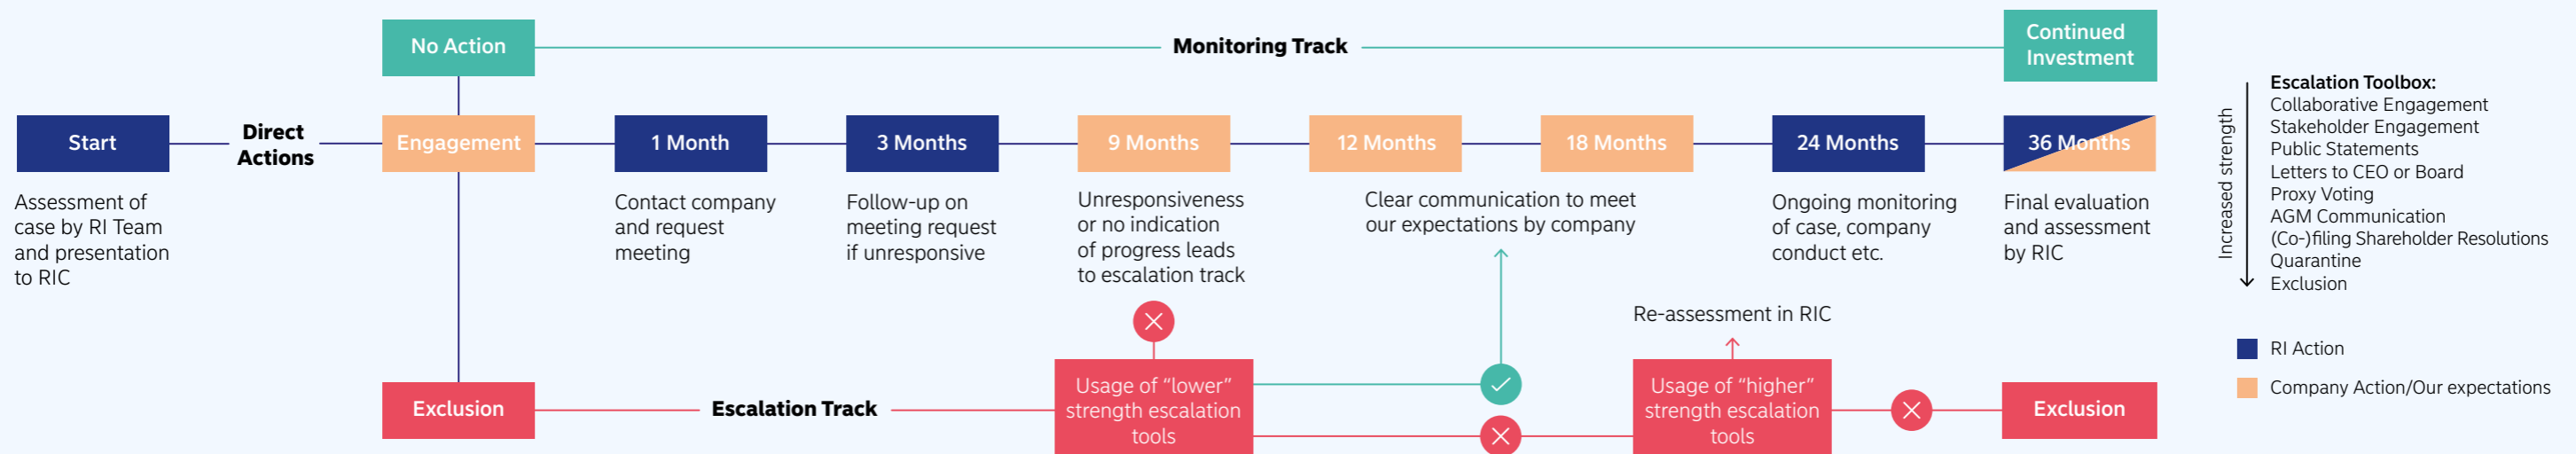 No Action
Monitoring Track
Continued
Investment
Start
Direct
Actions
Engagement
1 Month
3 Months
9 Months
12 Months
18 Months
24 Months
36 Months
Assessment of
case by RI Team
and presentation
to RIC
Contact company
and request
meeting
Follow-up on
meeting request
if unresponsive
Unresponsiveness
or no indication
of progress leads
to escalation track
Clear communication to meet
our expectations by company
Ongoing monitoring
of case, company
conduct etc.
Final evaluation
and assessment
by RIC
Re-assessment in RIC
Exclusion
Escalation Track
Usage of “lower”
strength escalation
tools
Usage of “higher”
strength escalation
tools
Exclusion
Increased strength
Escalation Toolbox:
Collaborative Engagement
Stakeholder Engagement
Public Statements
Letters to CEO or Board
Proxy Voting
AGM Communication
(Co-)filing Shareholder Resolutions
Quarantine
Exclusion
RI Action
Company Action/Our expectations